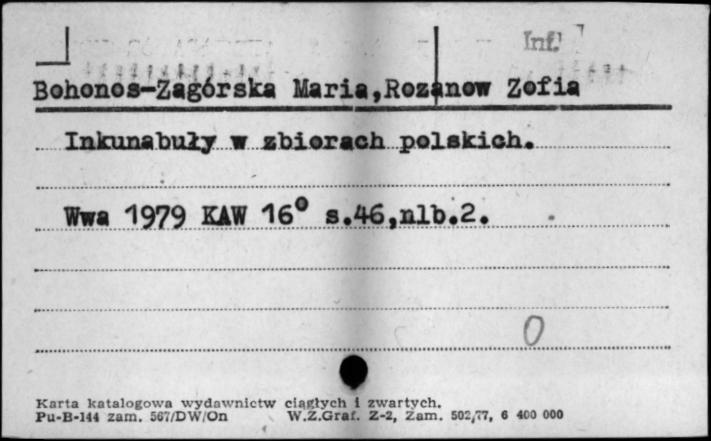 Inf.
Bohonos-Zagórska Maria,Rozanow Zofia
Inkunabuły w zbiorach polskich.
Wwa 1979 KAW 16° s.46,nlb.2.
0
Karta katalogowa wydawnictw ciągłych i zwartych.
Pu-B-144 zam. 567/DW/On W.Z.Graf. Z-2, Zam. 502/77, 6 400 000